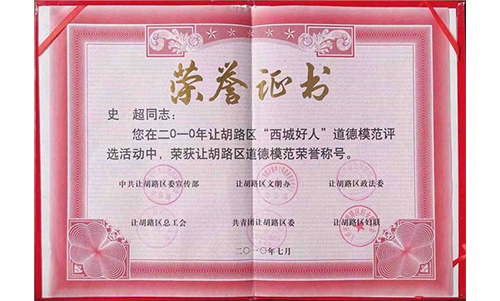 荣誉证书
史 超同志：
您在二0一0年让胡路区“西城好人”道德模范评
选活动中，荣获让胡路区道德模范荣誉称号。
中共让胡路区委宣传部 让胡路区文明办 让胡路区政法委
让胡路区总工会 共青团让胡路区委 让胡路区妇联
二〇一〇年七月